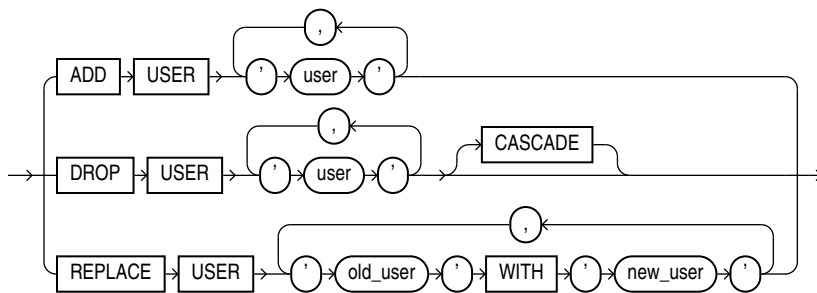 ,
ADD USER ' user '
,
DROP USER ' user ' CASCADE
,
REPLACE USER ' old_user ' WITH ' new_user '